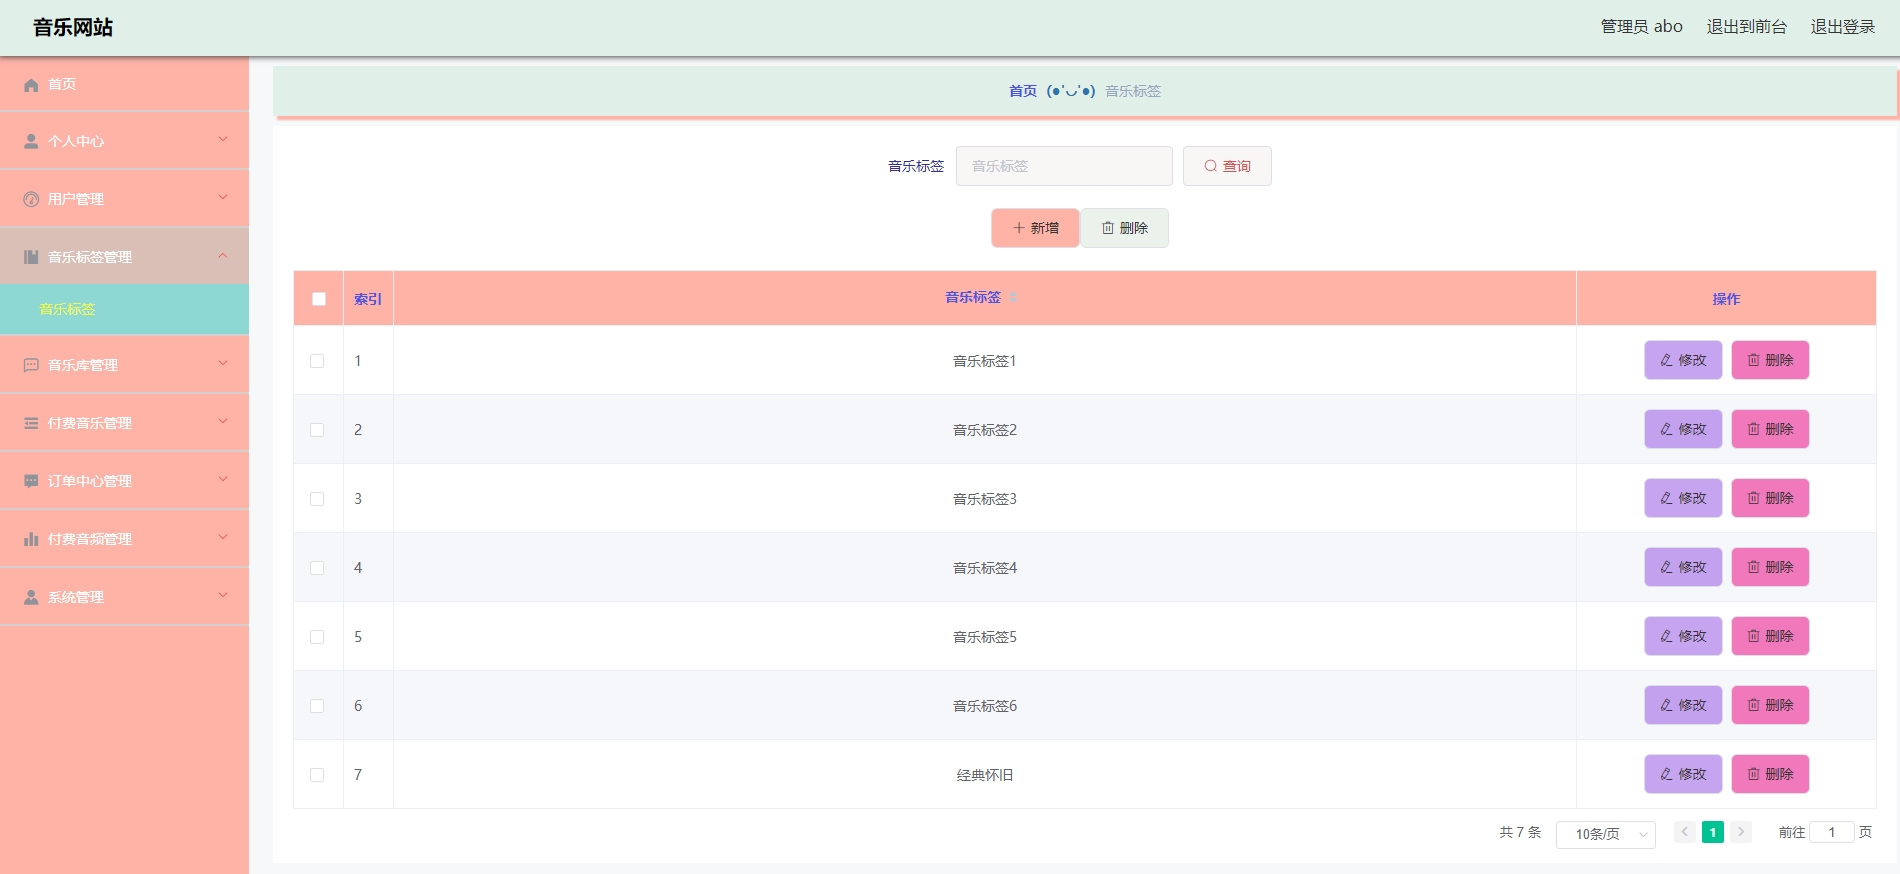 音乐网站
管理员 abo 退出到前台 退出登录
首页
个人中心
用户管理
音乐标签管理
音乐标签
音乐库管理
付费音乐管理
订单中心管理
付费音频管理
系统管理
首页 (●'◡'●) 音乐标签
音乐标签 音乐标签 查询
新增 删除
索引 音乐标签 操作
1 音乐标签1 修改 删除
2 音乐标签2 修改 删除
3 音乐标签3 修改 删除
4 音乐标签4 修改 删除
5 音乐标签5 修改 删除
6 音乐标签6 修改 删除
7 经典怀旧 修改 删除
共 7 条 10条/页 1 前往 1 页